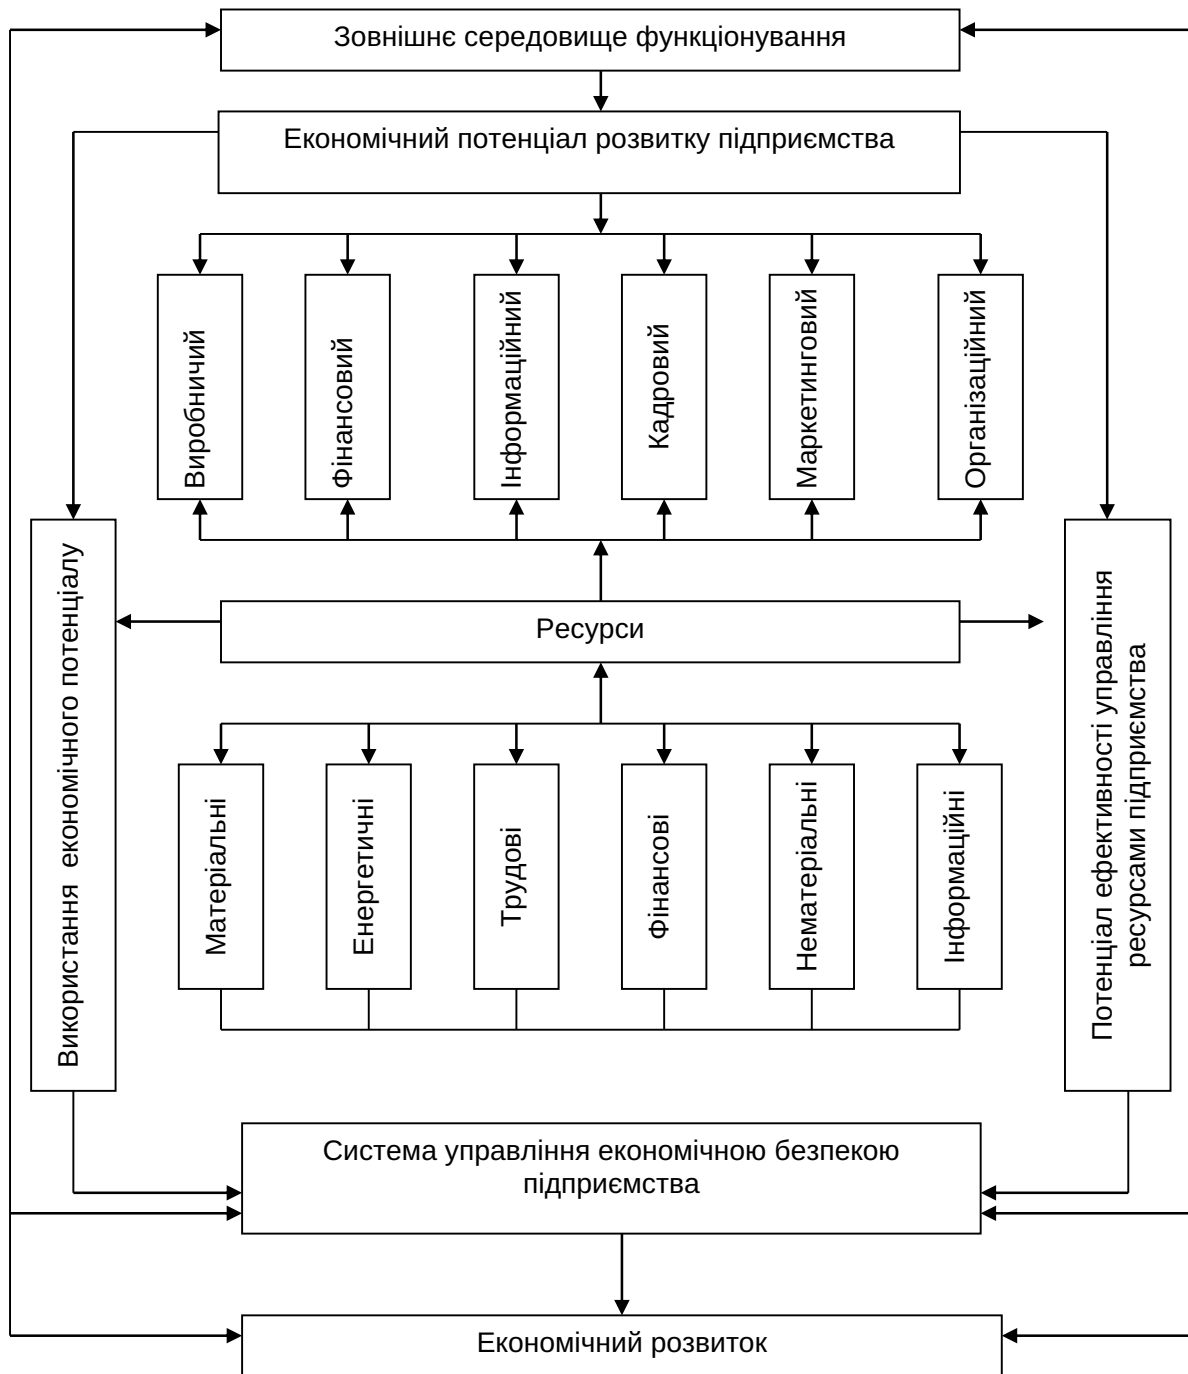 Зовнішнє середовище функціонування
Економічний потенціал розвитку підприємства
Виробничий
Фінансовий
Інформаційний
Кадровий
Маркетинговий
Організаційний
Використання економічного потенціалу
Ресурси
Потенціал ефективності управління
ресурсами підприємства
Матеріальні
Енергетичні
Трудові
Фінансові
Нематеріальні
Інформаційні
Система управління економічною безпекою
підприємства
Економічний розвиток